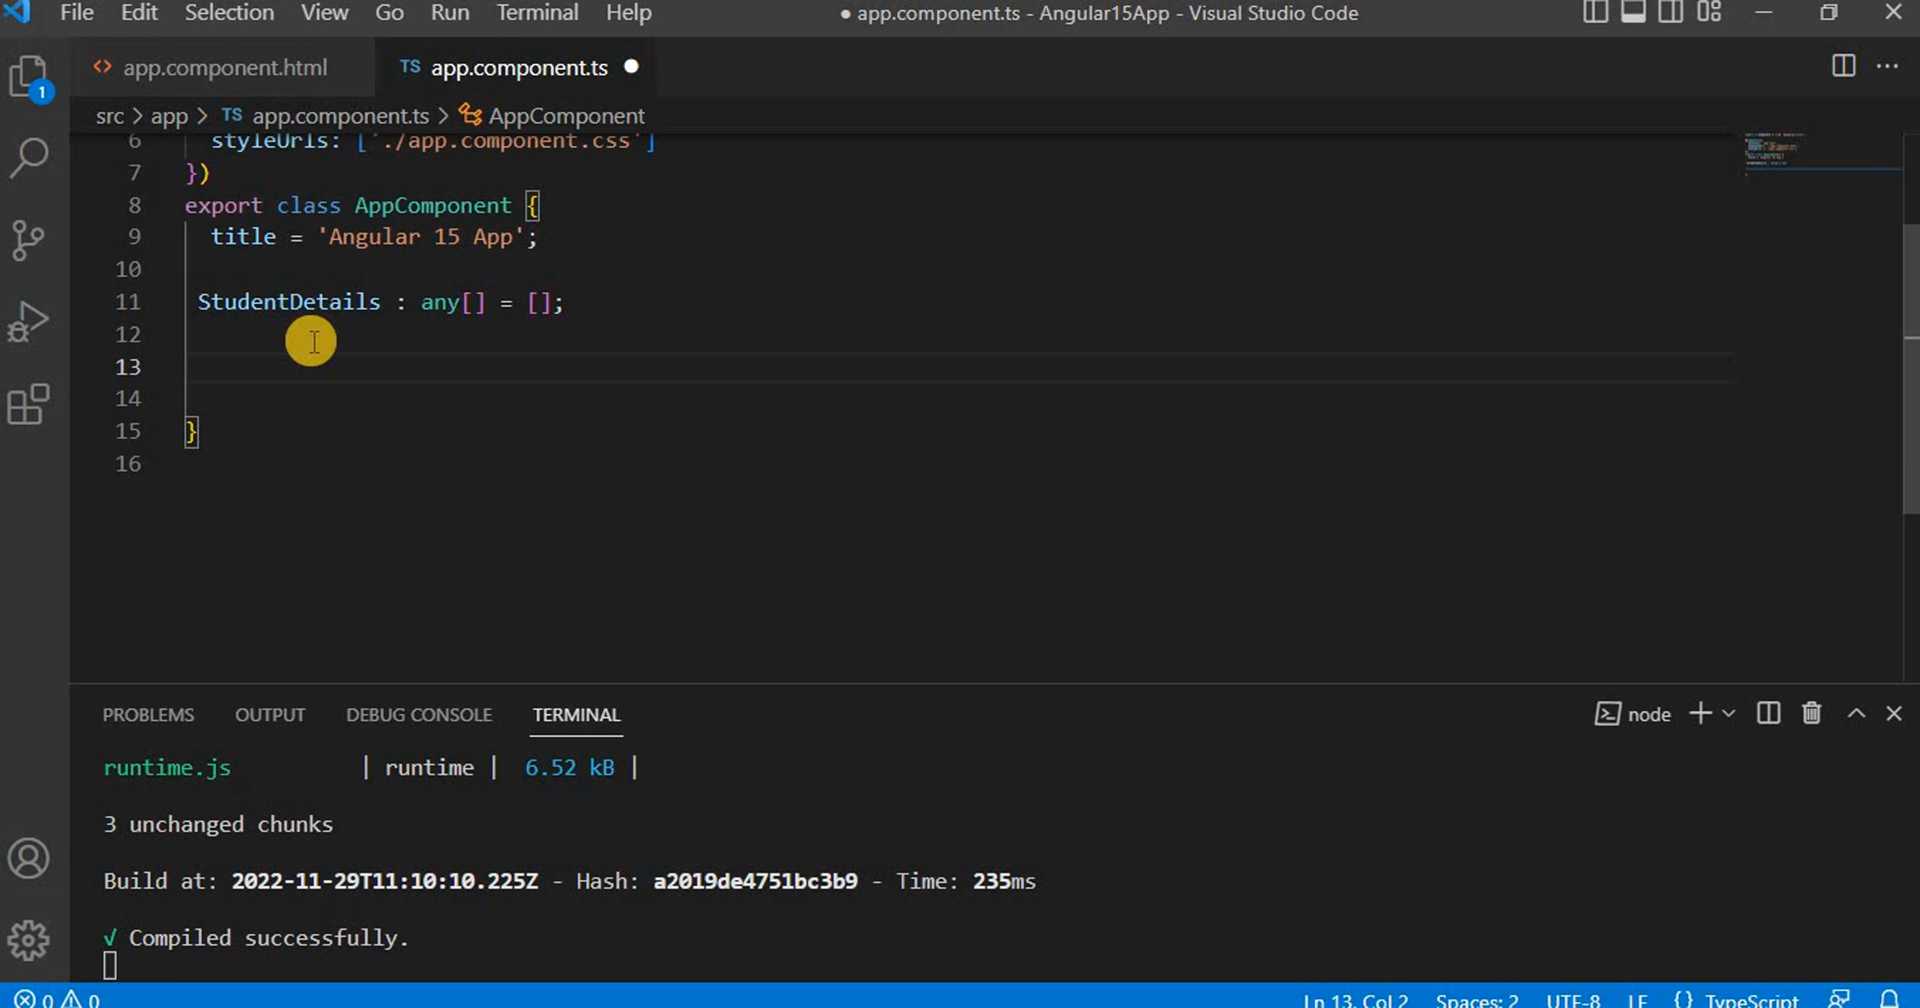 File Edit Selection View Go Run Terminal Help ● app.component.ts - Angular15App - Visual Studio Code
<> app.component.html TS app.component.ts ●
1
src > app > TS app.component.ts > AppComponent
6 styleUrls: ['./app.component.css']
7 })
8 export class AppComponent {
9 title = 'Angular 15 App';
10
11 StudentDetails : any[] = [];
12
13
14
15 }
16
PROBLEMS OUTPUT DEBUG CONSOLE TERMINAL node
runtime.js | runtime | 6.52 kB |
3 unchanged chunks
Build at: 2022-11-29T11:10:10.225Z - Hash: a2019de4751bc3b9 - Time: 235ms
√ Compiled successfully.
0 0 Ln 13, Col 2 Spaces: 2 UTF-8 LF {} TypeScript